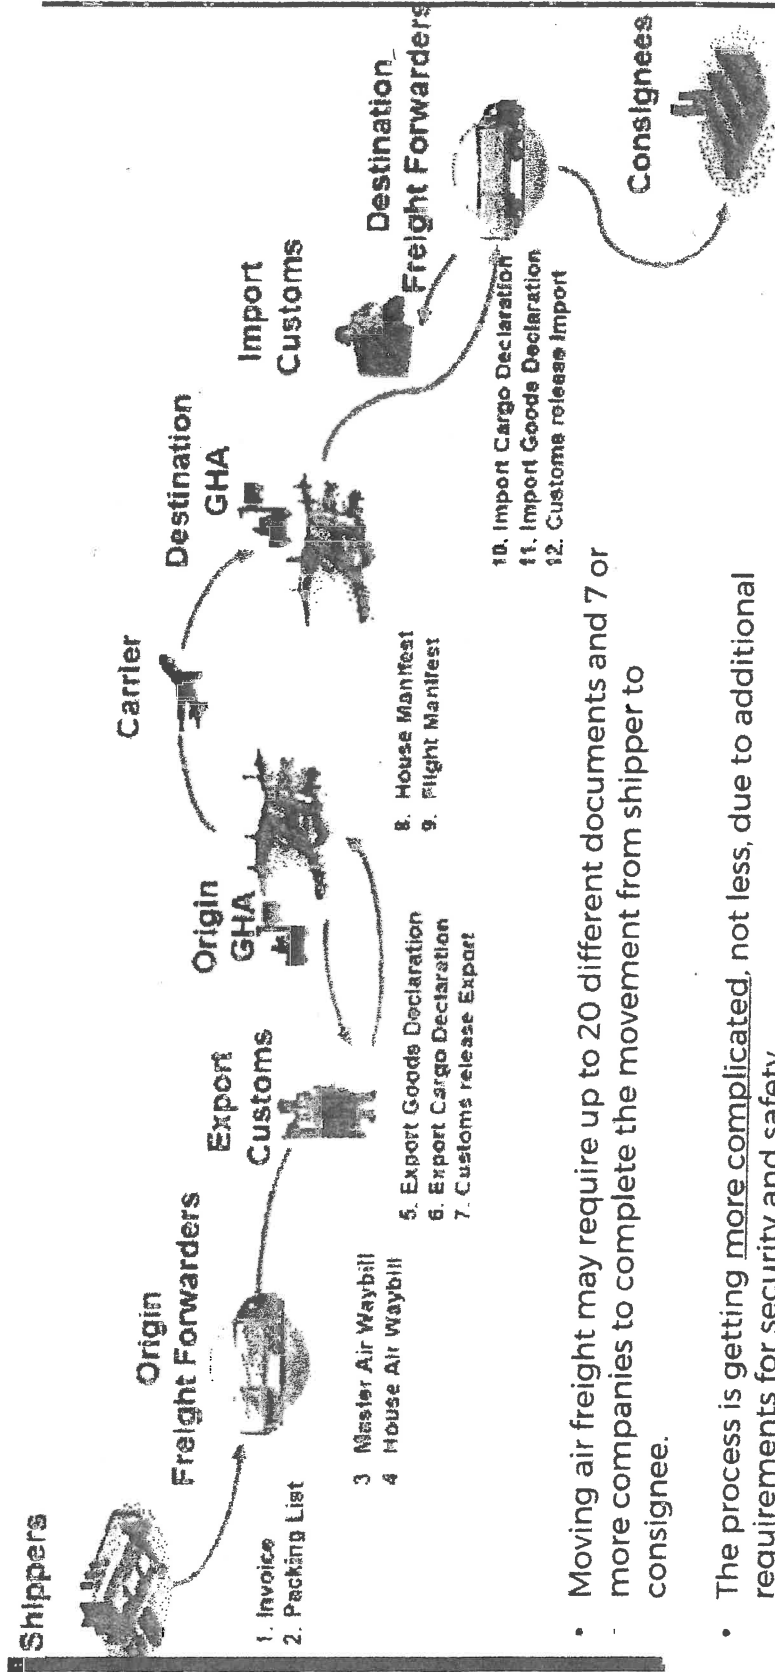 Shippers
1. Invoice
2. Packing List
Origin
Freight Forwarders
3 Master Air Waybill
4 House Air Waybill
Export
Customs
5. Export Goods Declaration
6. Export Cargo Declaration
7. Customs release Export
Origin
GHA
Carrier
8. House Manifest
9. Flight Manifest
Destination
GHA
Import
Customs
Destination
Freight Forwarders
10. Import Cargo Declaration
11. Import Goods Declaration
12. Customs release Import
Consignees
• Moving air freight may require up to 20 different documents and 7 or
more companies to complete the movement from shipper to
consignee.
• The process is getting more complicated, not less, due to additional
requirements for security and safety